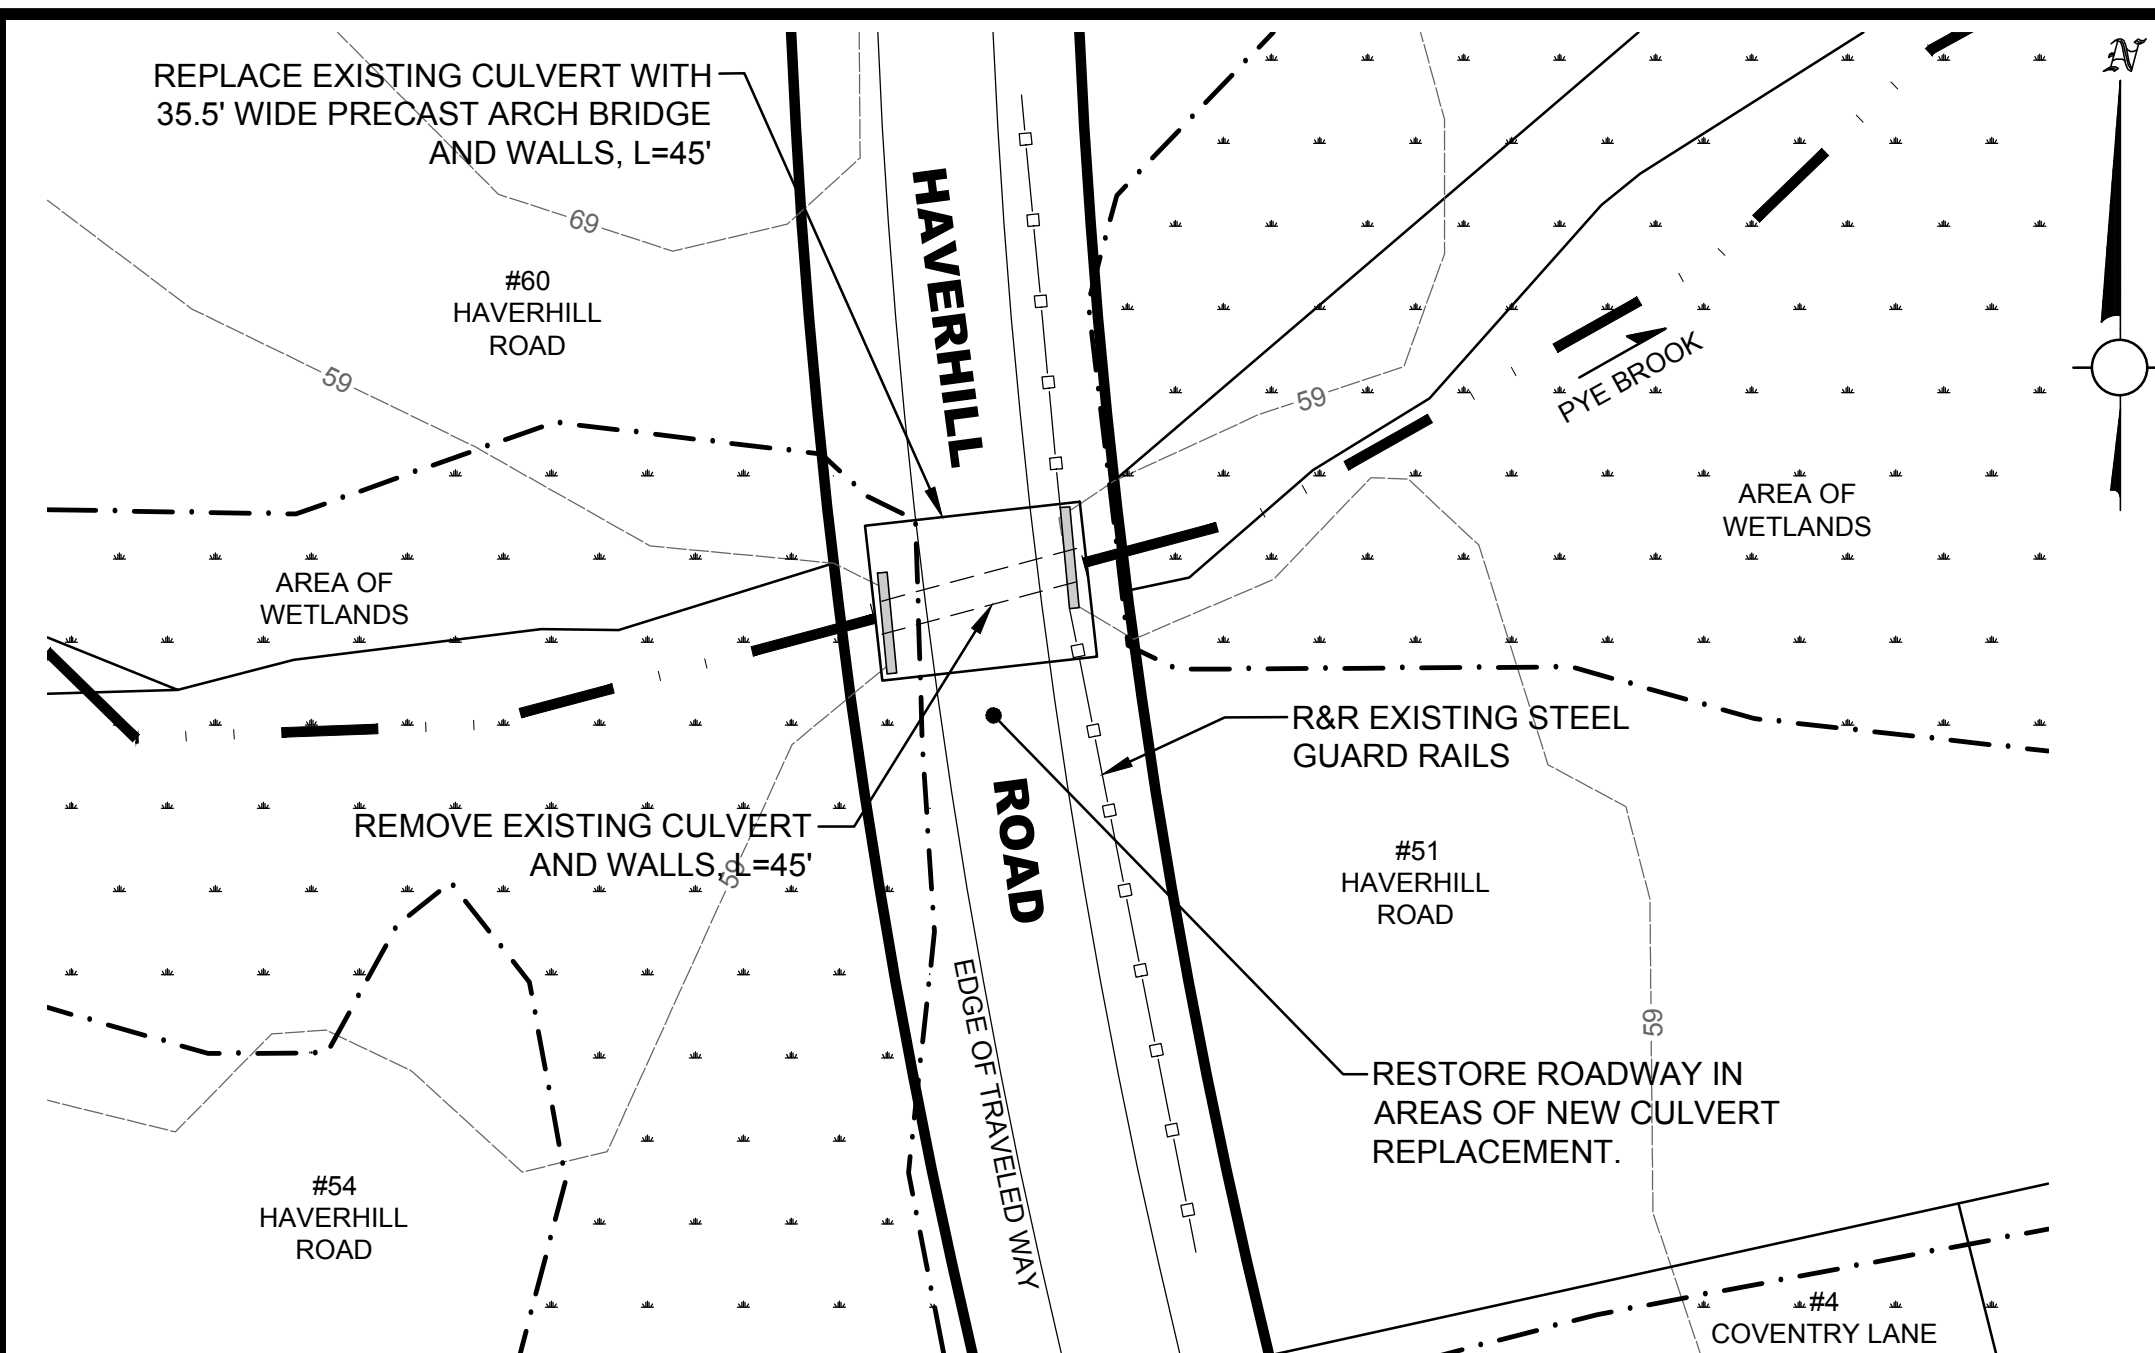 REPLACE EXISTING CULVERT WITH
35.5' WIDE PRECAST ARCH BRIDGE
AND WALLS, L=45'
N
69
#60
HAVERHILL
ROAD
59
HAVERHILL
59
PYE BROOK
AREA OF
WETLANDS
AREA OF
WETLANDS
R&R EXISTING STEEL
GUARD RAILS
REMOVE EXISTING CULVERT
AND WALLS, L=45'
59
ROAD
#51
HAVERHILL
ROAD
EDGE OF TRAVELED WAY
59
RESTORE ROADWAY IN
AREAS OF NEW CULVERT
REPLACEMENT.
#54
HAVERHILL
ROAD
#4
COVENTRY LANE